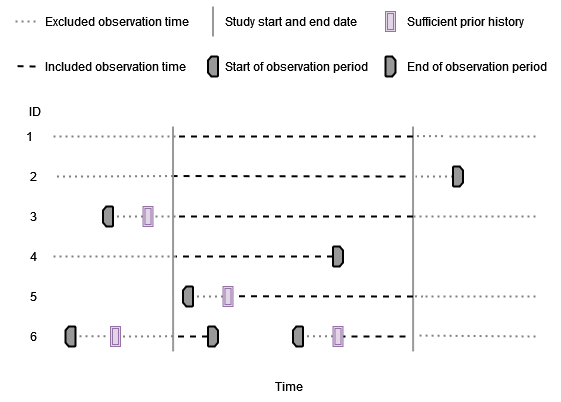 Excluded observation time
Study start and end date
Sufficient prior history
Included observation time
Start of observation period
End of observation period
ID
1
2
3
4
5
6
Time